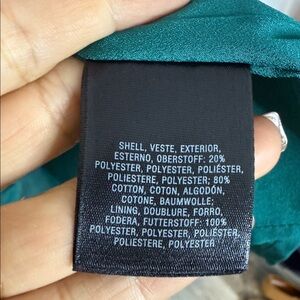 SHELL, VESTE, EXTERIOR,
ESTERNO, OBERSTOFF: 20%
POLYESTER, POLYESTER, POLIÉSTER,
POLIESTERE, POLYESTER; 80%
COTTON, COTON, ALGODÓN,
COTONE, BAUMWOLLE;
LINING, DOUBLURE, FORRO,
FODERA, FUTTERSTOFF: 100%
POLYESTER, POLYESTER, POLIÉSTER,
POLIESTERE, POLYESTER